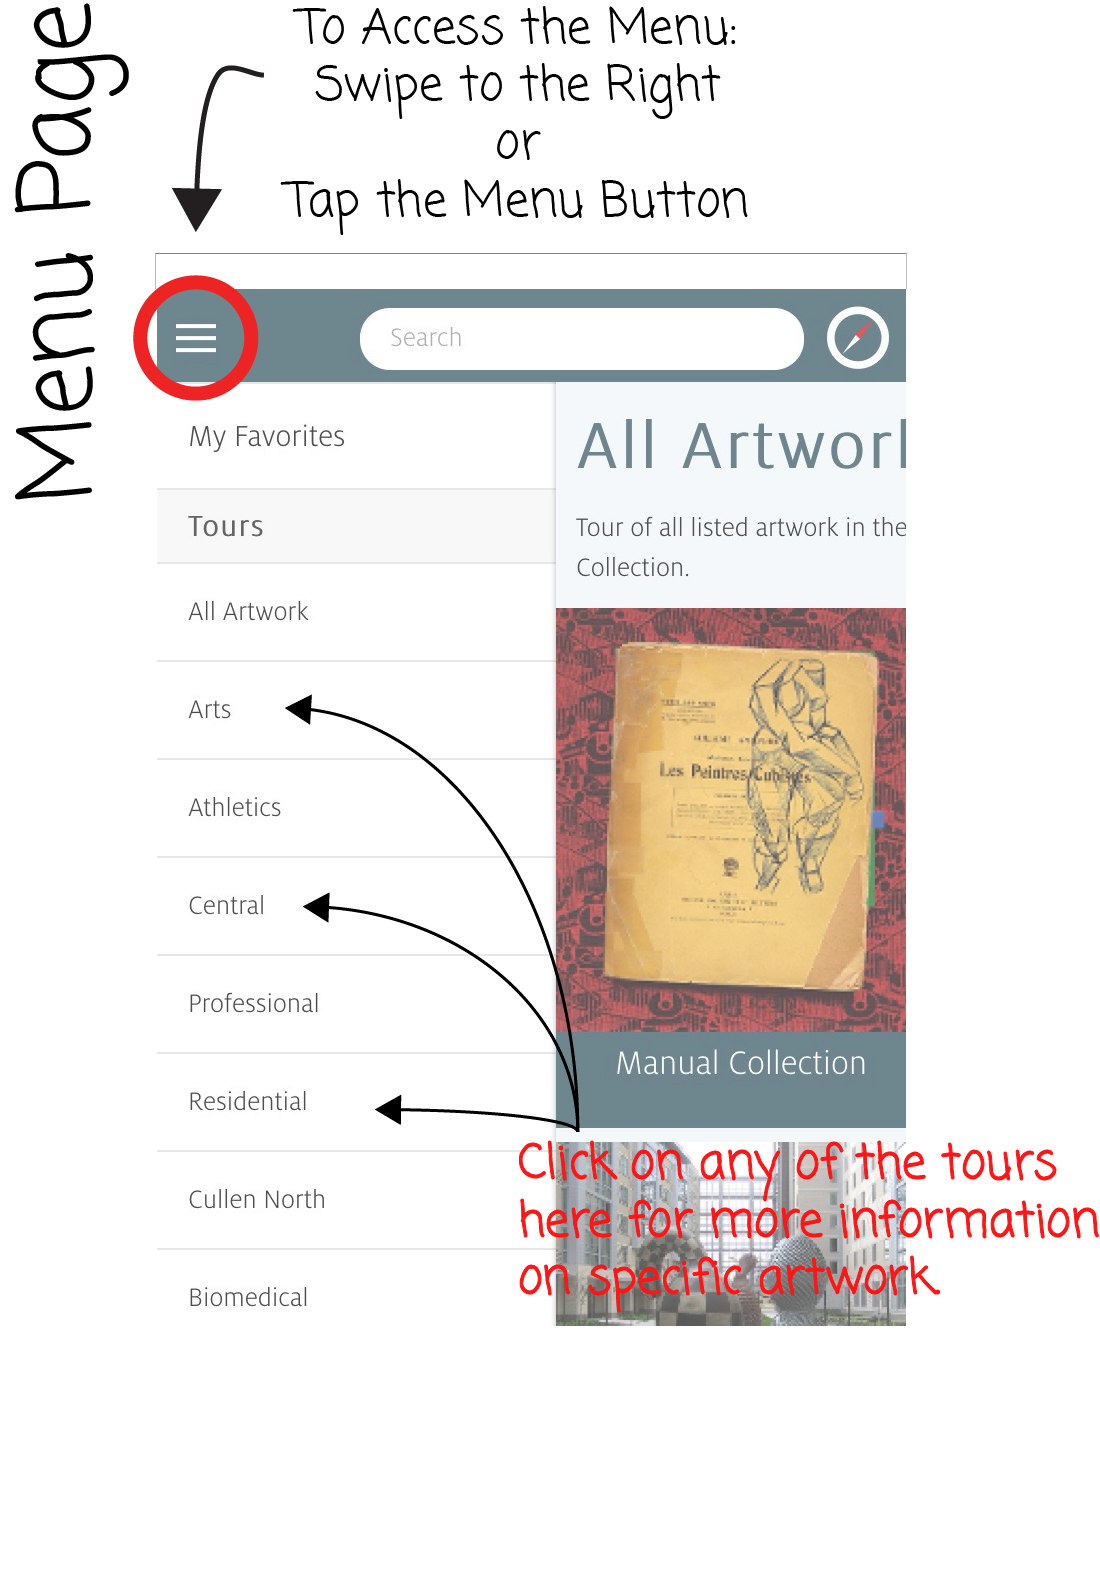 Menu Page
To Access the Menu:
Swipe to the Right
or
Tap the Menu Button
Search
My Favorites
Tours
All Artwork
Arts
Athletics
Central
Professional
Residential
Cullen North
Biomedical
All Artwor
Tour of all listed artwork in the
Collection.
Les Peintres Cubistes
Manual Collection
Click on any of the tours
here for more information
on specific artwork.